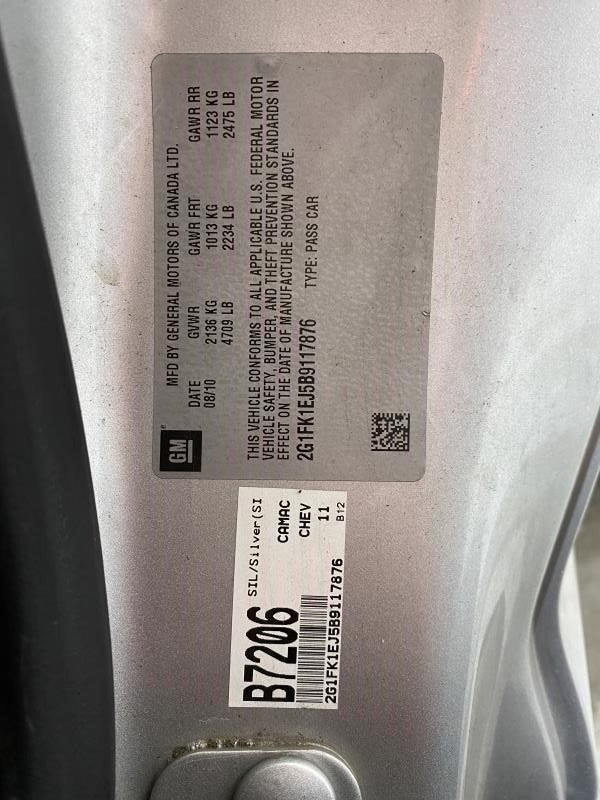 GM
MFD BY GENERAL MOTORS OF CANADA LTD.
DATE GVWR GAWR FRT GAWR RR
08/10 2136 KG 1013 KG 1123 KG
4709 LB 2234 LB 2475 LB
THIS VEHICLE CONFORMS TO ALL APPLICABLE U.S. FEDERAL MOTOR
VEHICLE SAFETY, BUMPER, AND THEFT PREVENTION STANDARDS IN
EFFECT ON THE DATE OF MANUFACTURE SHOWN ABOVE.
2G1FK1EJ5B9117876 TYPE: PASS CAR
B7206
SIL/Silver(SI
CAMAC
CHEV
11
B12
2G1FK1EJ5B9117876